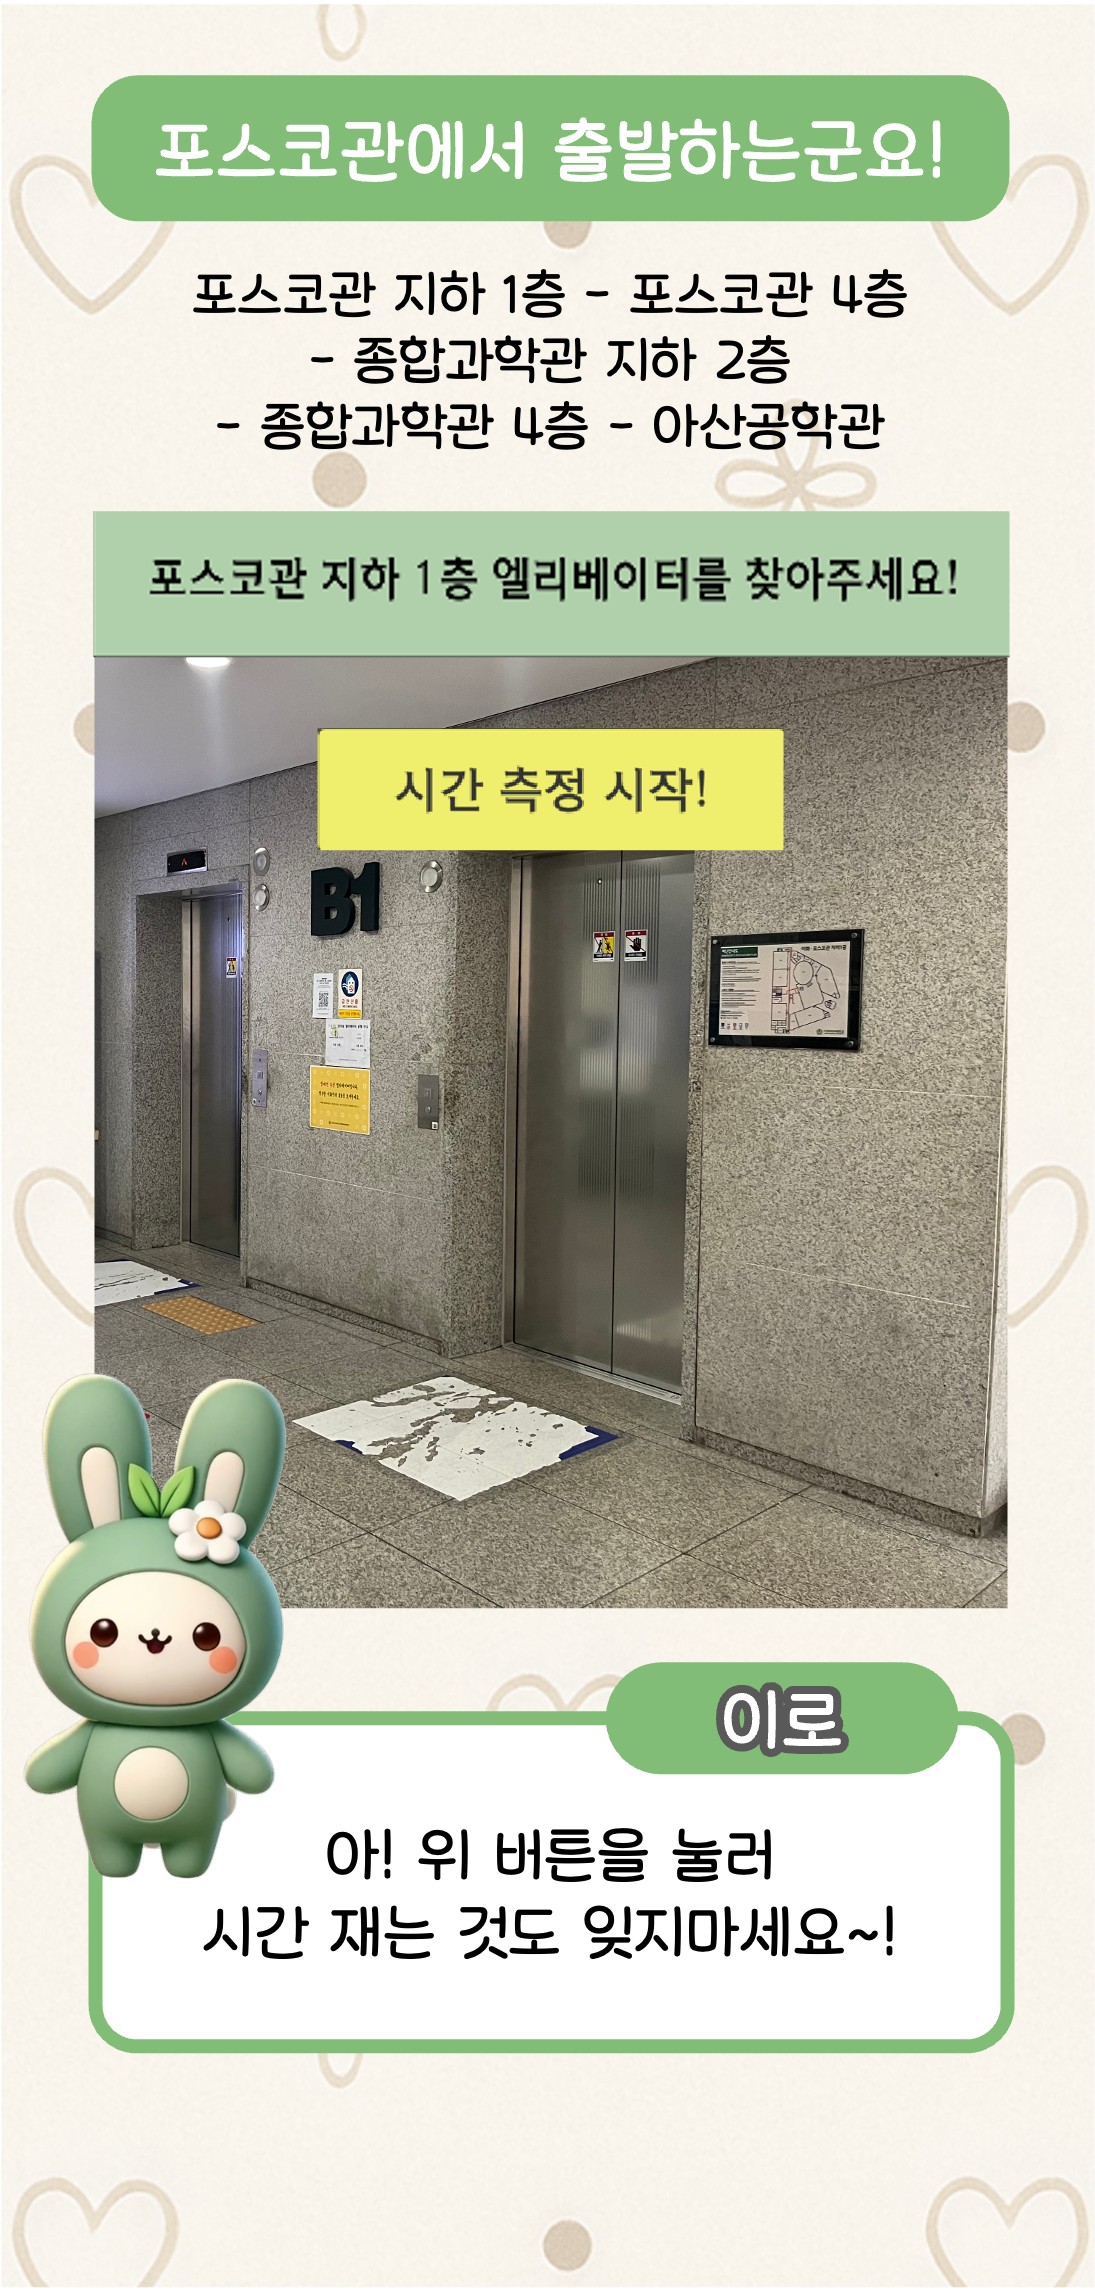 포스코관에서 출발하는군요!
포스코관 지하 1층 - 포스코관 4층
- 종합과학관 지하 2층
- 종합과학관 4층 - 아산공학관
포스코관 지하 1층 엘리베이터를 찾아주세요!
시간 측정 시작!
B1
이로
아! 위 버튼을 눌러
시간 재는 것도 잊지마세요~!